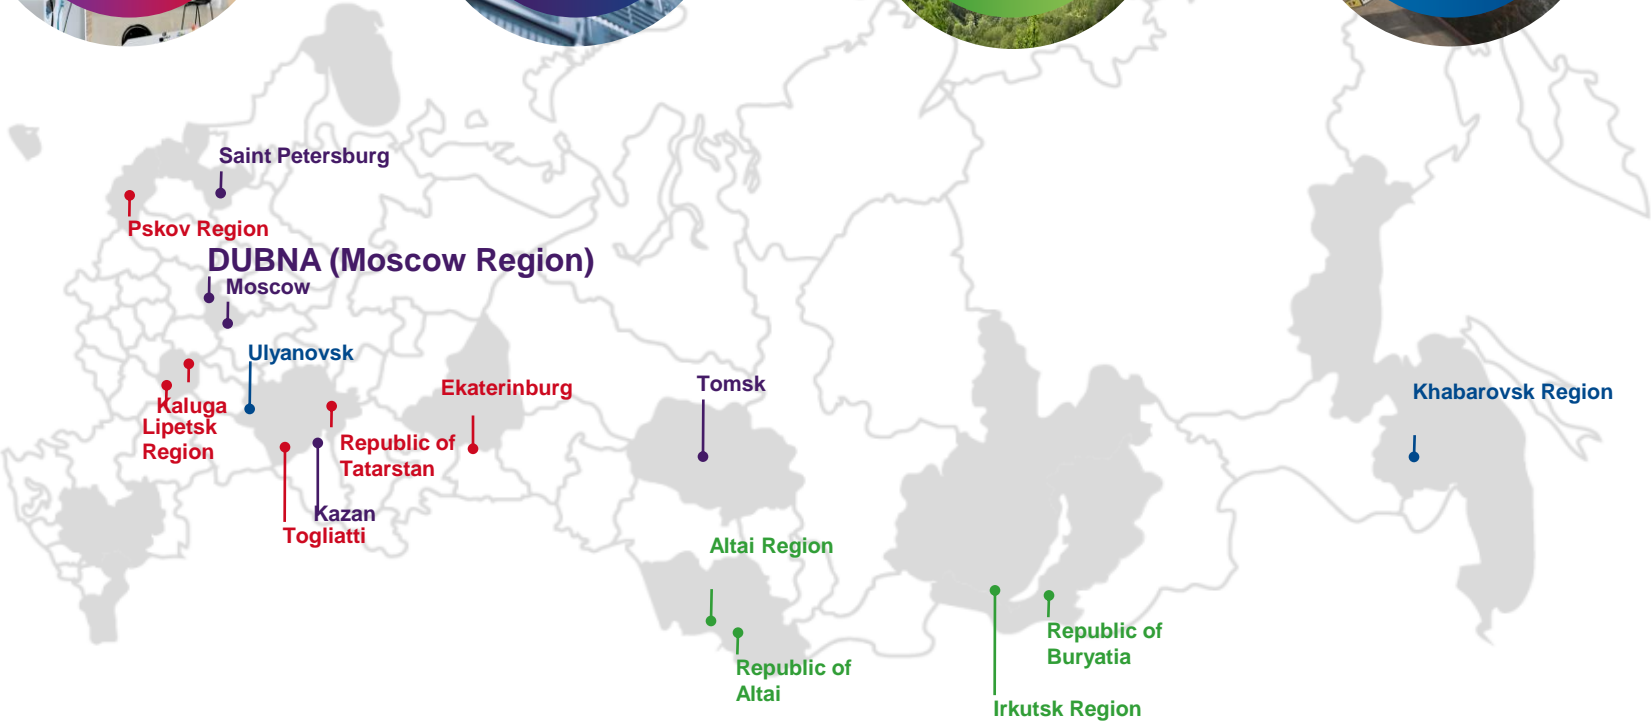 Saint Petersburg
Pskov Region
DUBNA (Moscow Region)
Moscow
Ulyanovsk
Ekaterinburg
Tomsk
Khabarovsk Region
Kaluga
Lipetsk
Region
Republic of
Tatarstan
Kazan
Togliatti
Altai Region
Republic of
Buryatia
Republic of
Altai
Irkutsk Region